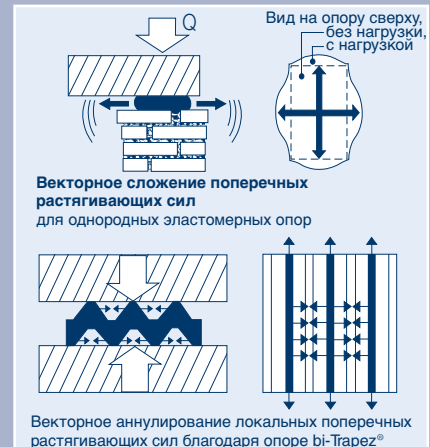 Q
Вид на опору сверху,
без нагрузки,
с нагрузкой
Векторное сложение поперечных
растягивающих сил
для однородных эластомерных опор
Векторное аннулирование локальных поперечных
растягивающих сил благодаря опоре bi-Trapez®